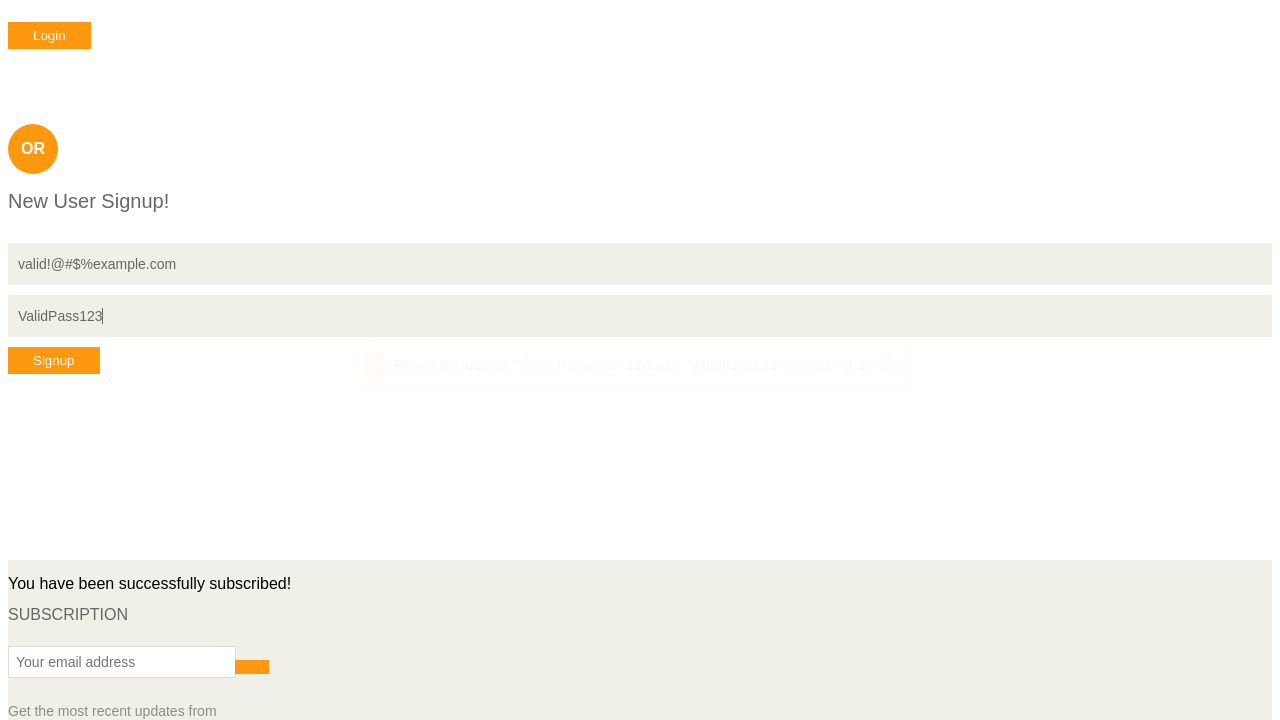 Login
OR
New User Signup!
valid!@#$%example.com
ValidPass123
Signup
Please include an '@' in the email address. 'ValidPass123' is missing an '@'.
You have been successfully subscribed!
SUBSCRIPTION
Your email address
Get the most recent updates from